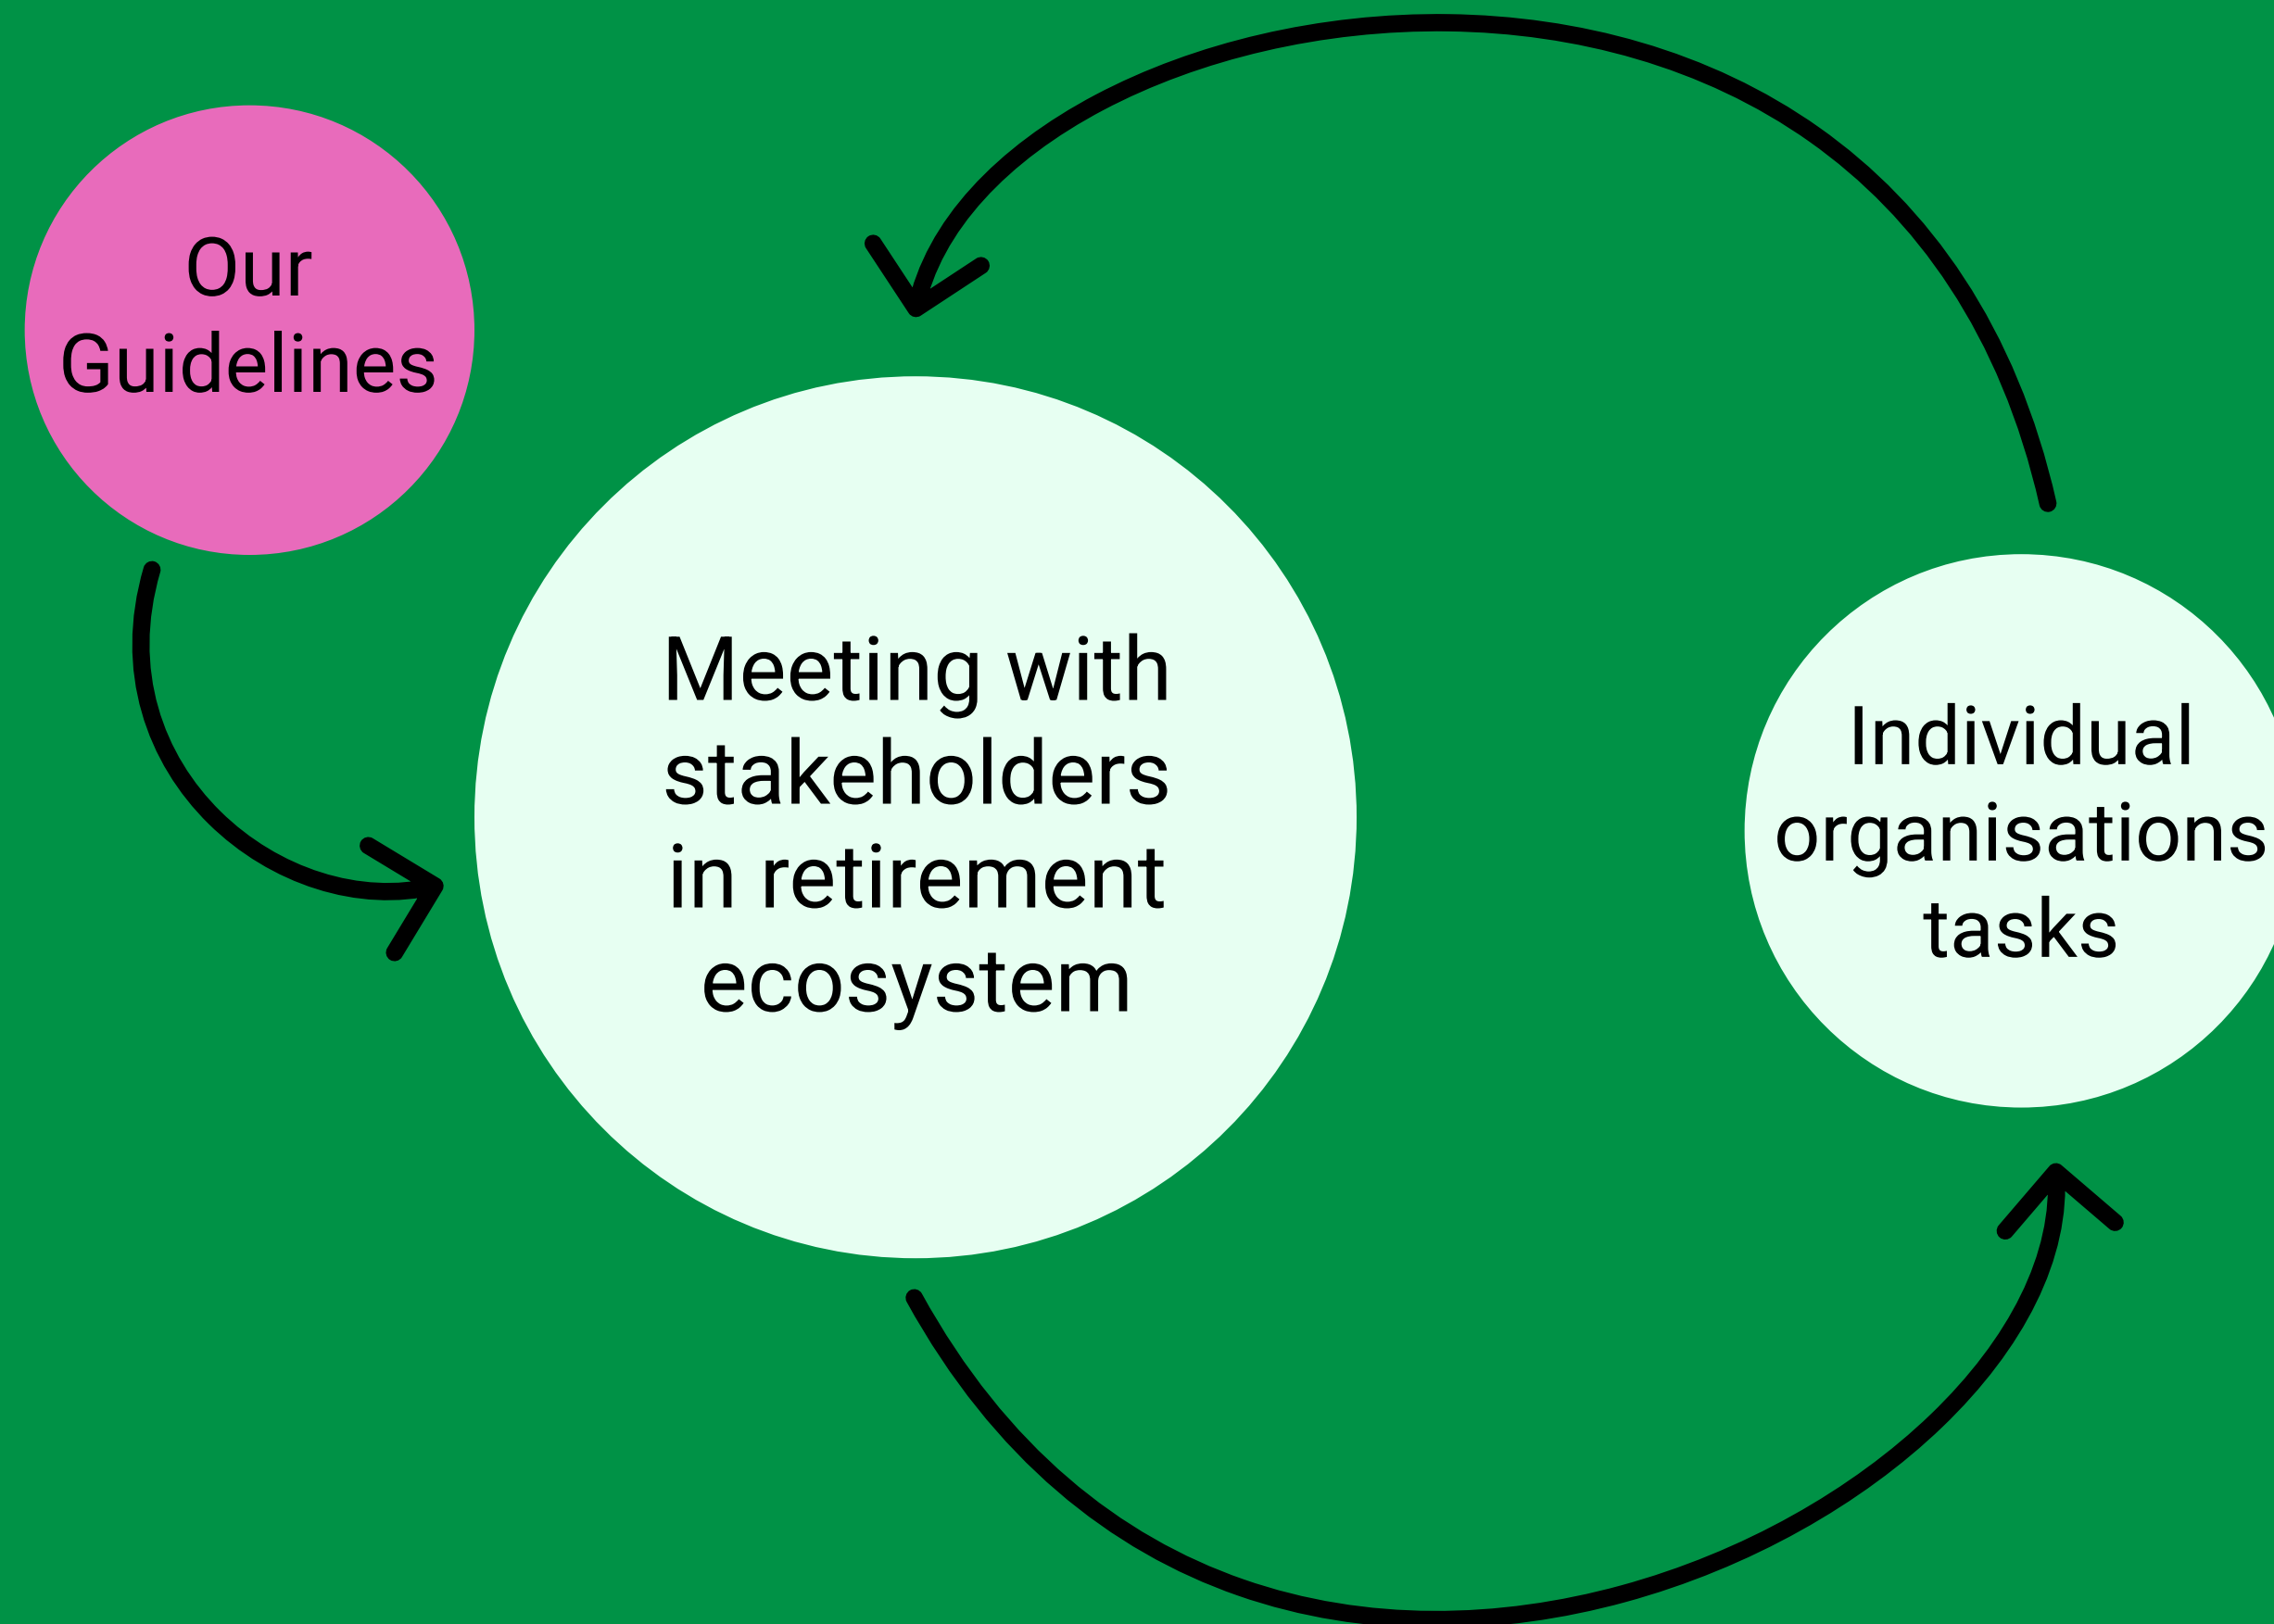 Our
Guidelines
Meeting with
stakeholders
in retirement
ecosystem
Individual
organisations
tasks